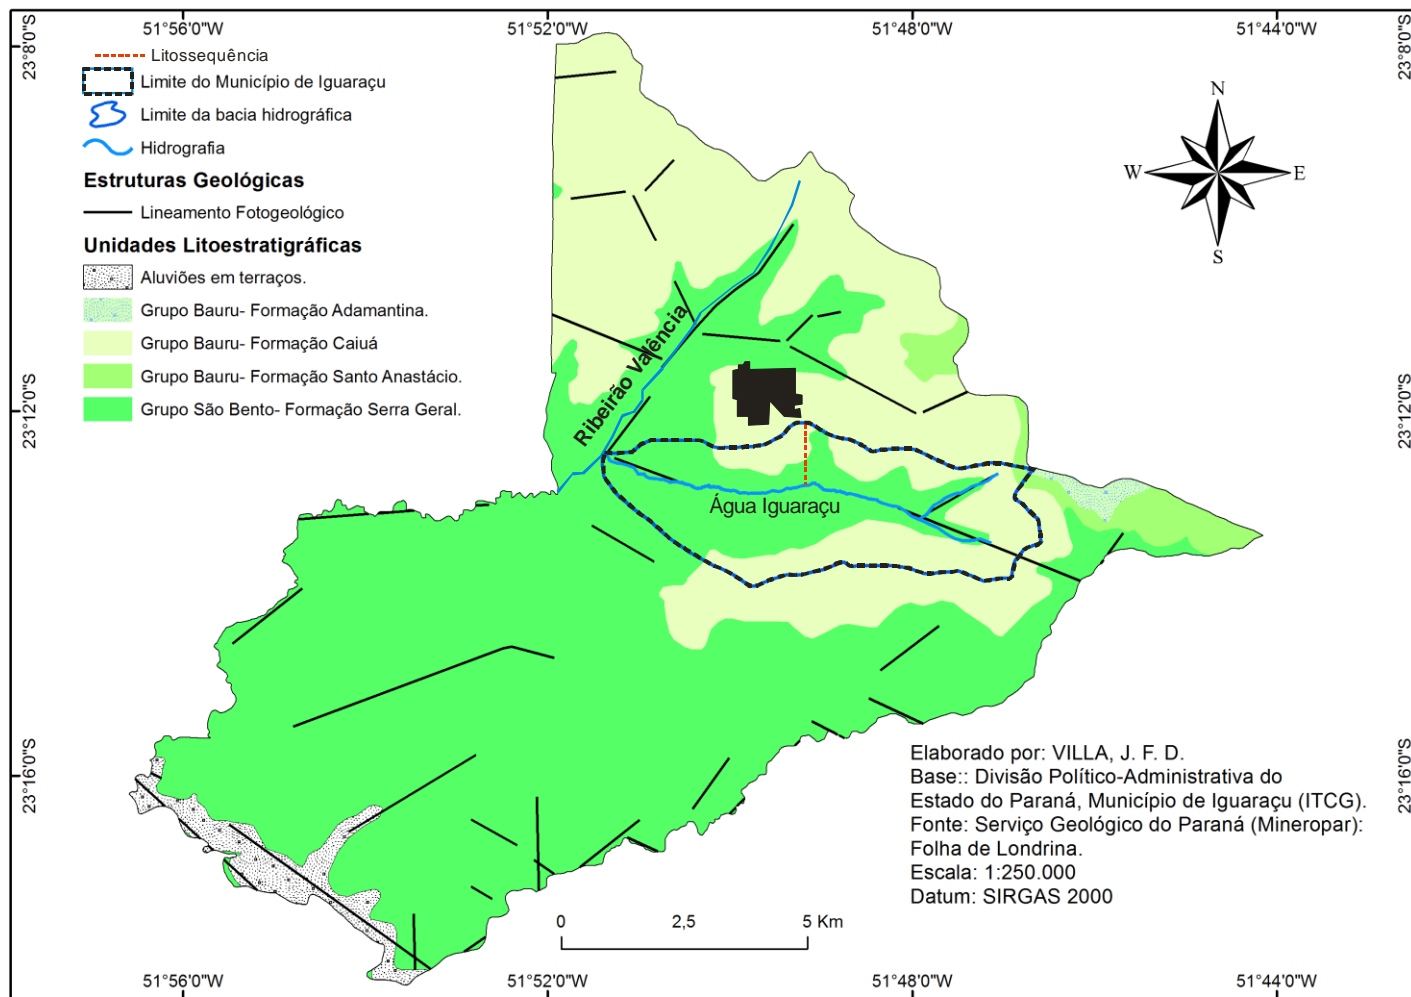 51°56'0"W
51°52'0"W
51°48'0"W
51°44'0"W
23°8'0"S
23°8'0"S
Litossequência
Limite do Município de Iguaraçu
Limite da bacia hidrográfica
Hidrografia
Estruturas Geológicas
Lineamento Fotogeológico
Unidades Litoestratigráficas
Aluviões em terraços.
Grupo Bauru- Formação Adamantina.
Grupo Bauru- Formação Caiuá
Grupo Bauru- Formação Santo Anastácio.
Grupo São Bento- Formação Serra Geral.
N
W
E
S
Ribeirão Valência
23°12'0"S
23°12'0"S
Água Iguaraçu
23°16'0"S
23°16'0"S
Elaborado por: VILLA, J. F. D.
Base:: Divisão Político-Administrativa do
Estado do Paraná, Município de Iguaraçu (ITCG).
Fonte: Serviço Geológico do Paraná (Mineropar):
Folha de Londrina.
Escala: 1:250.000
Datum: SIRGAS 2000
0 2,5 5 Km
51°56'0"W
51°52'0"W
51°48'0"W
51°44'0"W